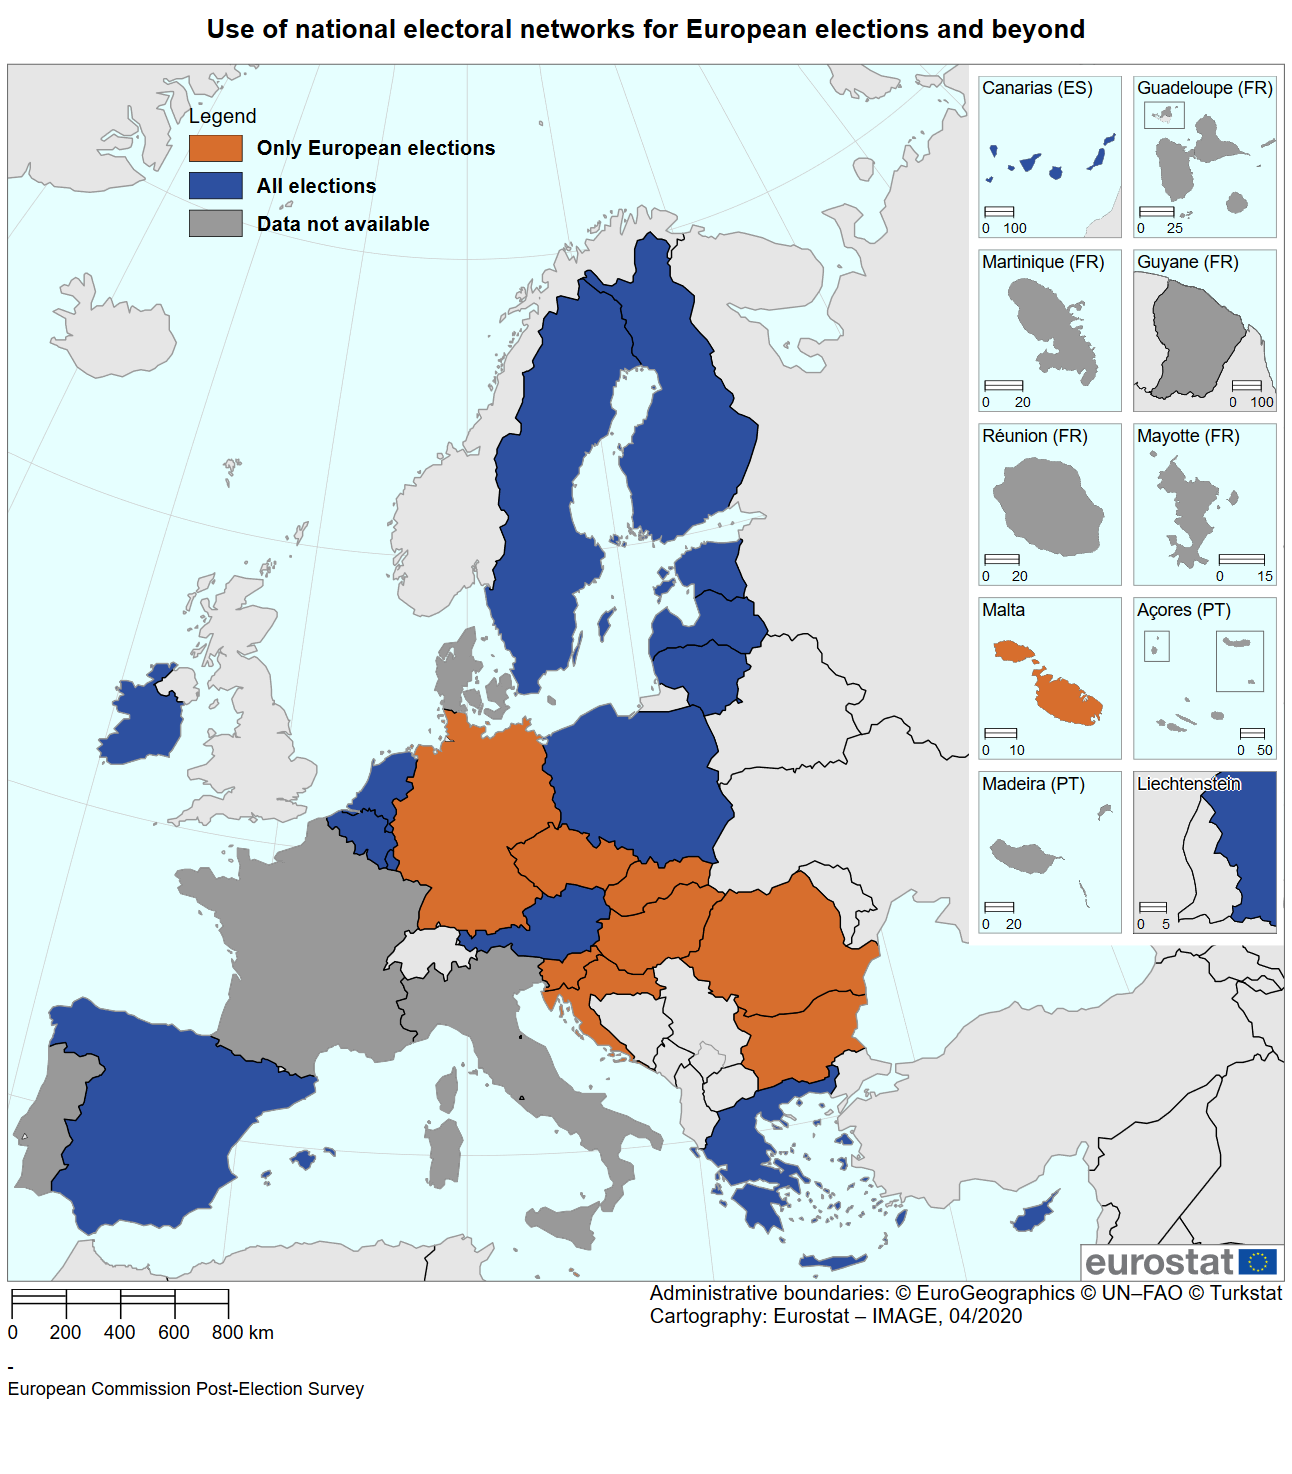 Use of national electoral networks for European elections and beyond
Legend
Only European elections
All elections
Data not available
Canarias (ES)
0 100
Guadeloupe (FR)
0 25
Martinique (FR)
0 20
Guyane (FR)
0 100
Réunion (FR)
0 20
Mayotte (FR)
0 15
Malta
0 10
Açores (PT)
0 50
Madeira (PT)
0 20
Liechtenstein
0 5
eurostat
Administrative boundaries: © EuroGeographics © UN–FAO © Turkstat
Cartography: Eurostat – IMAGE, 04/2020
0 200 400 600 800 km
-
European Commission Post-Election Survey